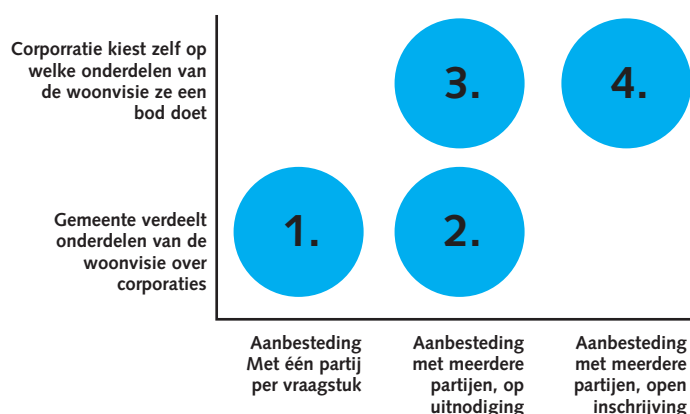 Corporratie kiest zelf op
welke onderdelen van
de woonvisie ze een
bod doet
3.
4.
Gemeente verdeelt
onderdelen van de
woonvisie over
corporaties
1.
2.
Aanbesteding
Met één partij
per vraagstuk
Aanbesteding
met meerdere
partijen, op
uitnodiging
Aanbesteding
met meerdere
partijen, open
inschrijving